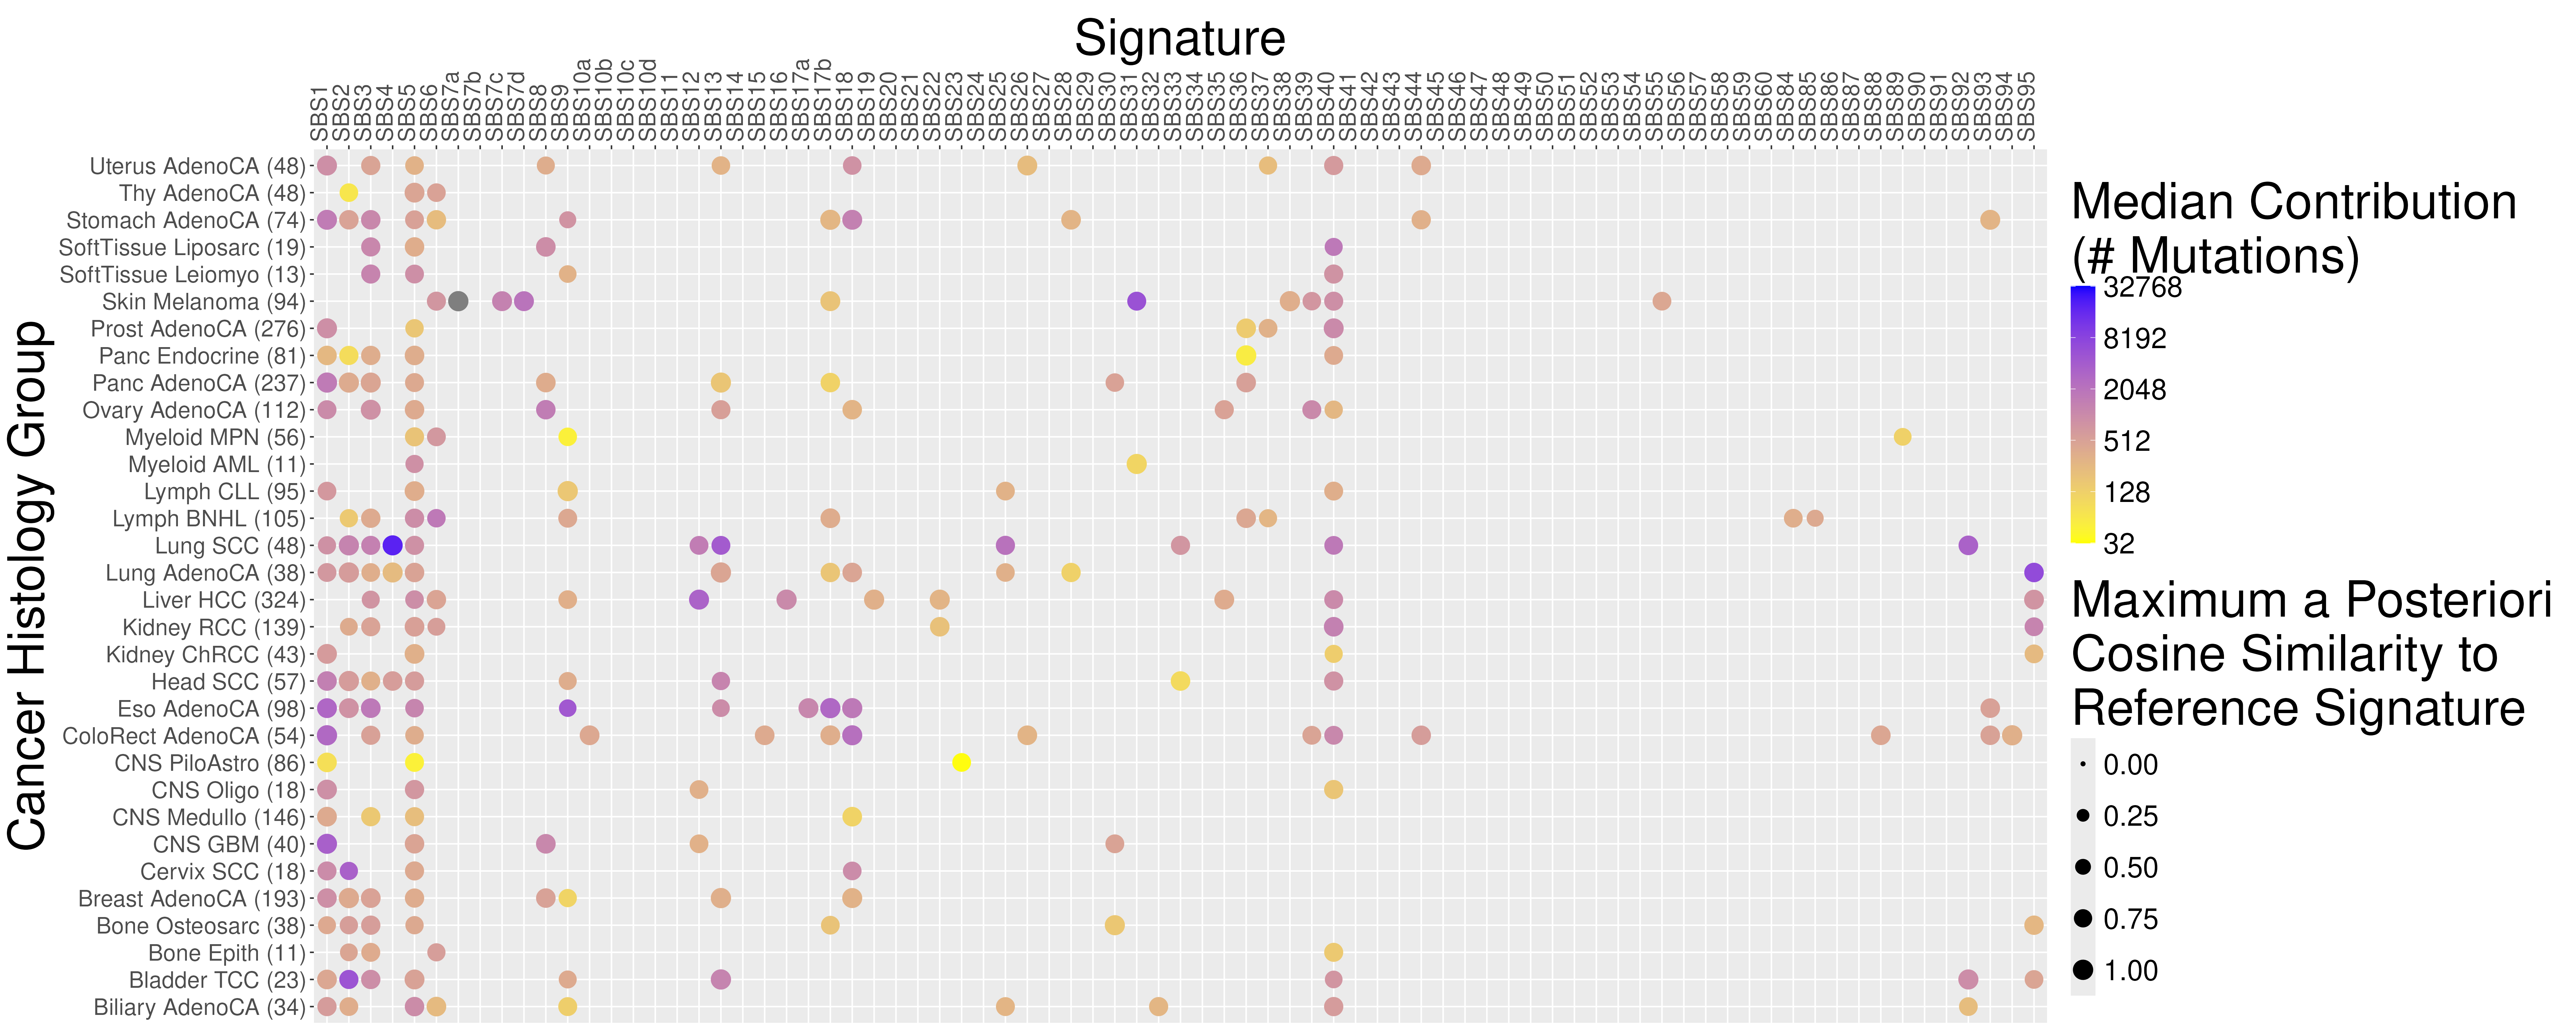 Signature
SBS1
SBS2
SBS3
SBS4
SBS5
SBS6
SBS7a
SBS7b
SBS7c
SBS7d
SBS8
SBS9
SBS10a
SBS10b
SBS10c
SBS10d
SBS11
SBS12
SBS13
SBS14
SBS15
SBS16
SBS17a
SBS17b
SBS18
SBS19
SBS20
SBS21
SBS22
SBS23
SBS24
SBS25
SBS26
SBS27
SBS28
SBS29
SBS30
SBS31
SBS32
SBS33
SBS34
SBS35
SBS36
SBS37
SBS38
SBS39
SBS40
SBS41
SBS42
SBS43
SBS44
SBS45
SBS46
SBS47
SBS48
SBS49
SBS50
SBS51
SBS52
SBS53
SBS54
SBS55
SBS56
SBS57
SBS58
SBS59
SBS60
SBS84
SBS85
SBS86
SBS87
SBS88
SBS89
SBS90
SBS91
SBS92
SBS93
SBS94
SBS95
Cancer Histology Group
Uterus AdenoCA (48)
Thy AdenoCA (48)
Stomach AdenoCA (74)
SoftTissue Liposarc (19)
SoftTissue Leiomyo (13)
Skin Melanoma (94)
Prost AdenoCA (276)
Panc Endocrine (81)
Panc AdenoCA (237)
Ovary AdenoCA (112)
Myeloid MPN (56)
Myeloid AML (11)
Lymph CLL (95)
Lymph BNHL (105)
Lung SCC (48)
Lung AdenoCA (38)
Liver HCC (324)
Kidney RCC (139)
Kidney ChRCC (43)
Head SCC (57)
Eso AdenoCA (98)
ColoRect AdenoCA (54)
CNS PiloAstro (86)
CNS Oligo (18)
CNS Medullo (146)
CNS GBM (40)
Cervix SCC (18)
Breast AdenoCA (193)
Bone Osteosarc (38)
Bone Epith (11)
Bladder TCC (23)
Biliary AdenoCA (34)
Median Contribution
(# Mutations)
32768
8192
2048
512
128
32
Maximum a Posteriori
Cosine Similarity to
Reference Signature
0.00
0.25
0.50
0.75
1.00